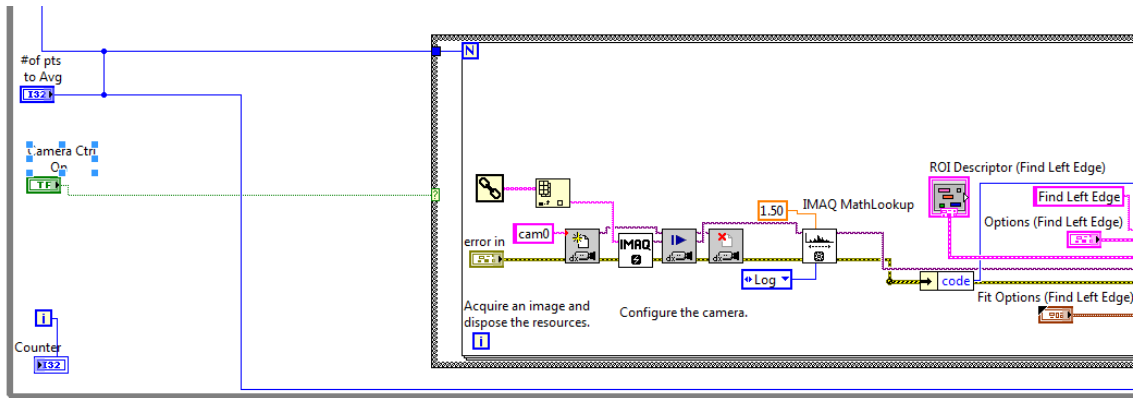 #of pts
to Avg
I32
N
Camera Ctrl
On
TF
?
ROI Descriptor (Find Left Edge)
Find Left Edge
1.50
IMAQ MathLookup
Options (Find Left Edge)
cam0
error in
IMAQ
Log
code
Fit Options (Find Left Edge)
Acquire an image and
dispose the resources.
Configure the camera.
i
i
Counter
I32